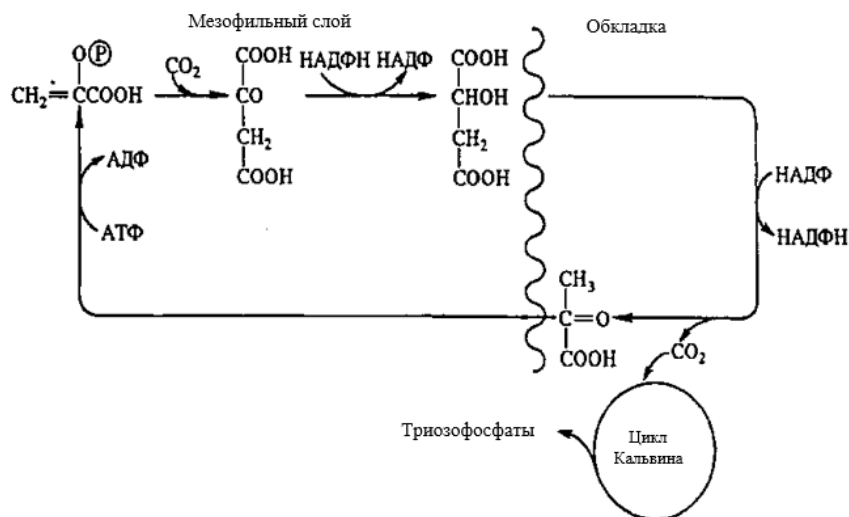 Мезофильный слой
Обкладка
OP
CH2=CCOOH
CO2
COOH
CO
CH2
COOH
НАДФН НАДФ
COOH
CHOH
CH2
COOH
АДФ
АТФ
НАДФ
НАДФН
CH3
C=O
COOH
CO2
Триозофосфаты
Цикл
Кальвина